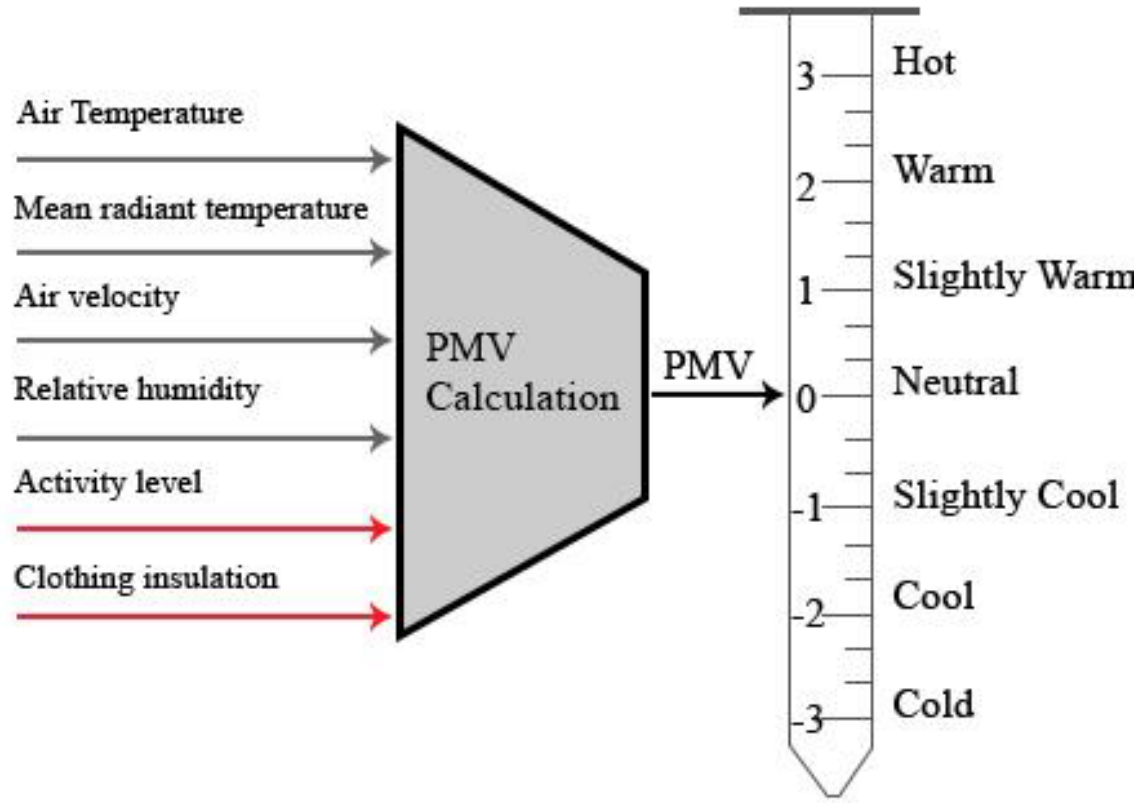 Air Temperature
Mean radiant temperature
Air velocity
Relative humidity
Activity level
Clothing insulation
PMV
Calculation
PMV
3 Hot
2 Warm
1 Slightly Warm
0 Neutral
-1 Slightly Cool
-2 Cool
-3 Cold